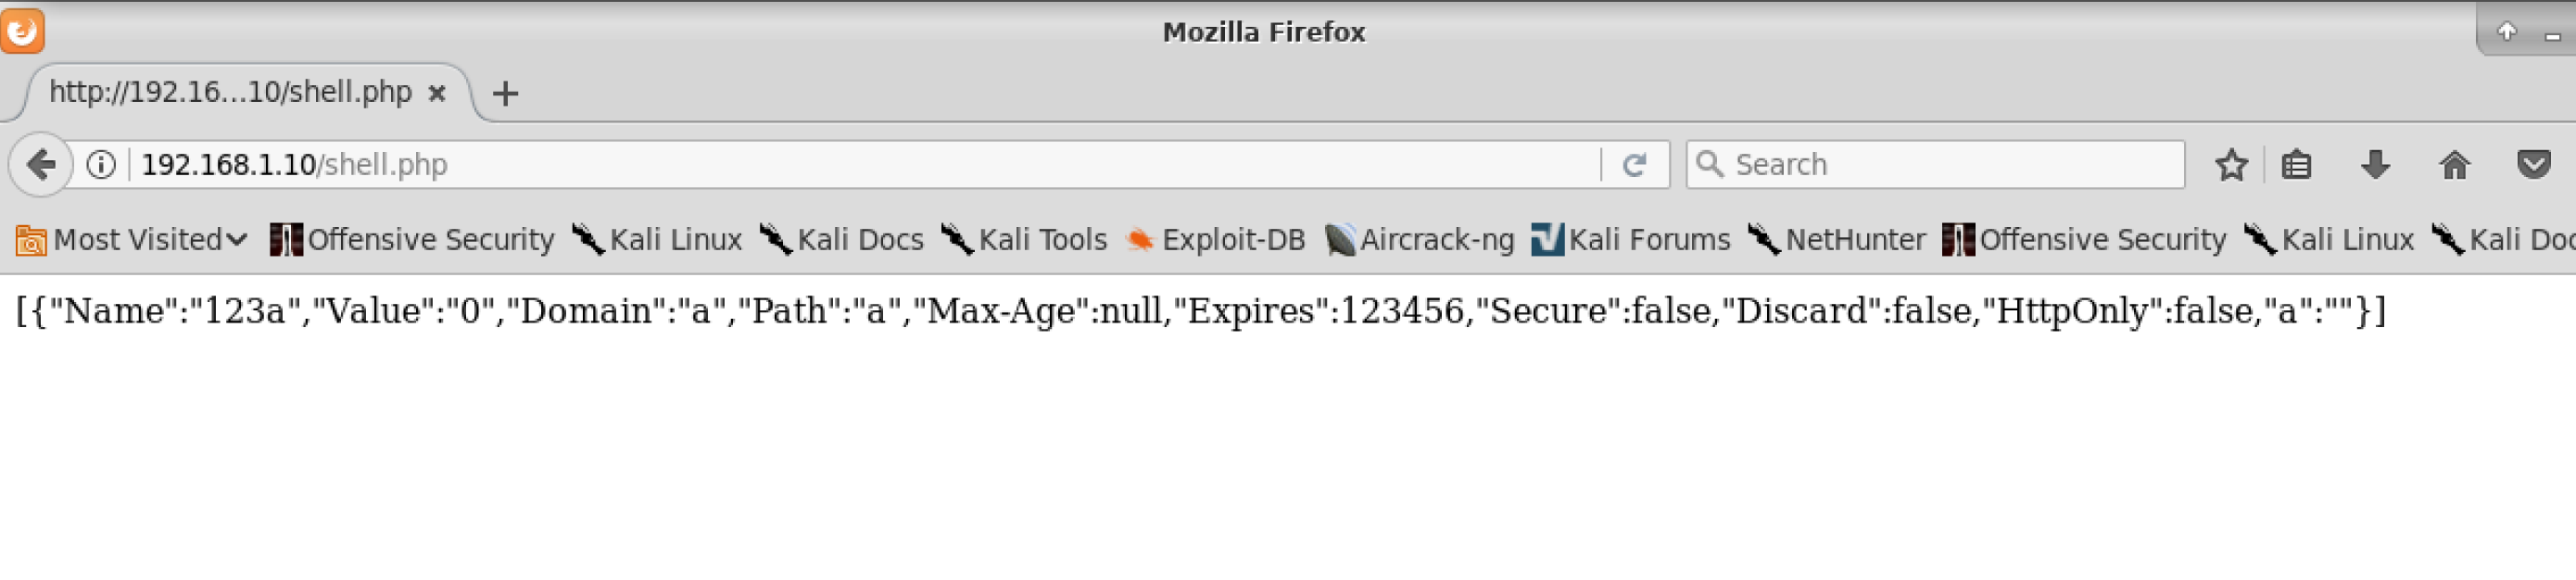 Mozilla Firefox
http://192.16...10/shell.php
192.168.1.10/shell.php Search
Most Visited Offensive Security Kali Linux Kali Docs Kali Tools Exploit-DB Aircrack-ng Kali Forums NetHunter Offensive Security Kali Linux Kali Doc
[{"Name":"123a","Value":"0","Domain":"a","Path":"a","Max-Age":null,"Expires":123456,"Secure":false,"Discard":false,"HttpOnly":false,"a":""}]